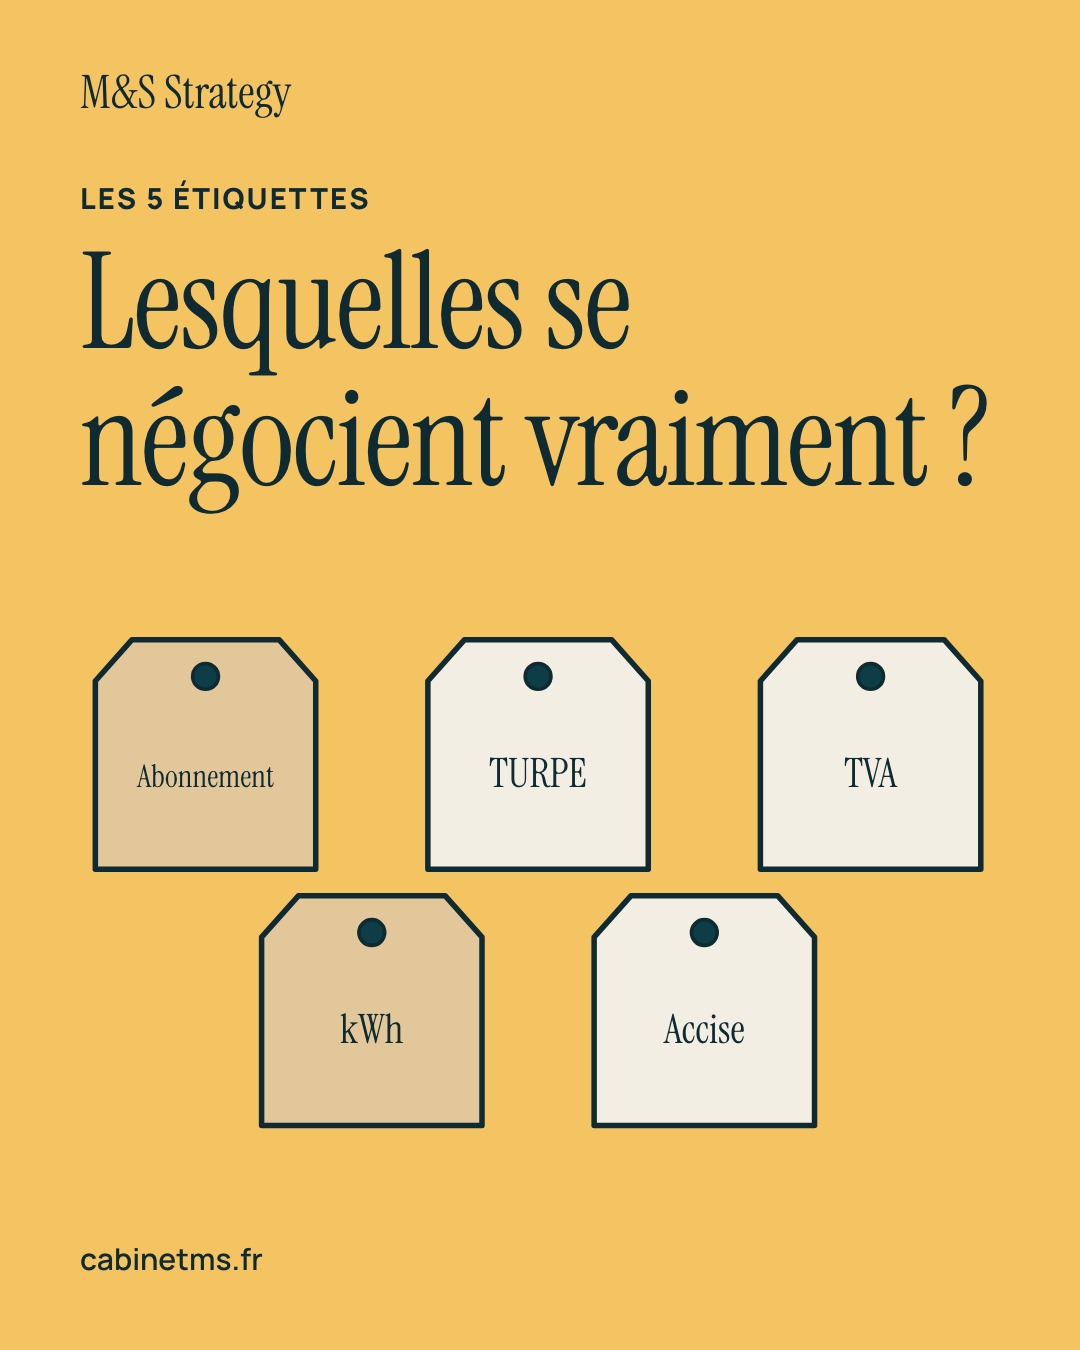 M&S Strategy
LES 5 ÉTIQUETTES
Lesquelles se
négocient vraiment ?
Abonnement
TURPE
TVA
kWh
Accise
cabinetms.fr